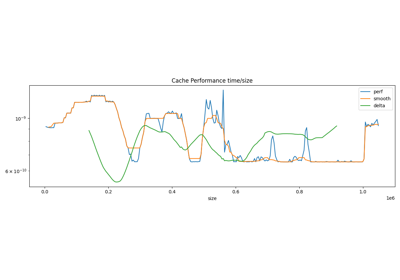 Cache Performance time/size
perf
smooth
delta
10⁻⁹
6 × 10⁻¹⁰
0.0 0.2 0.4 0.6 0.8 1.0
1e6
size